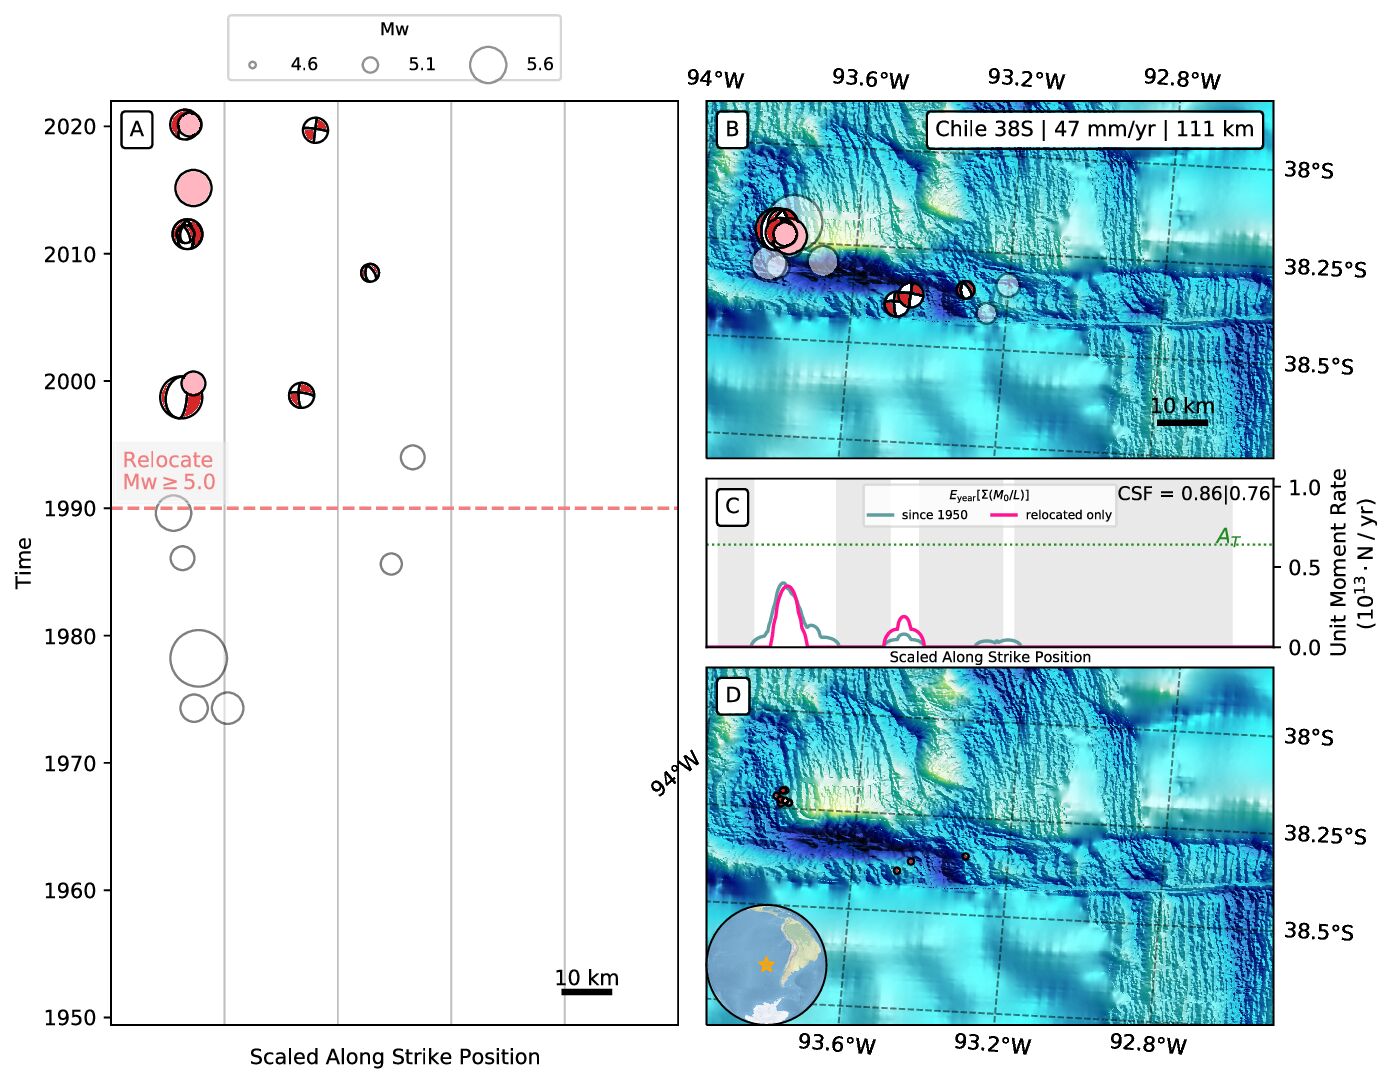 Mw
4.6 5.1 5.6
A
2020
2010
2000
1990
1980
1970
1960
1950
Time
Relocate
Mw ≥ 5.0
10 km
Scaled Along Strike Position
94°W 93.6°W 93.2°W 92.8°W
B
Chile 38S | 47 mm/yr | 111 km
38°S
38.25°S
38.5°S
10 km
C
E_year[Σ(M₀/L)]
since 1950 relocated only
CSF = 0.86|0.76
A_T
1.0
0.5
0.0
Unit Moment Rate
(10¹³ · N / yr)
Scaled Along Strike Position
D
94°W
38°S
38.25°S
38.5°S
93.6°W 93.2°W 92.8°W